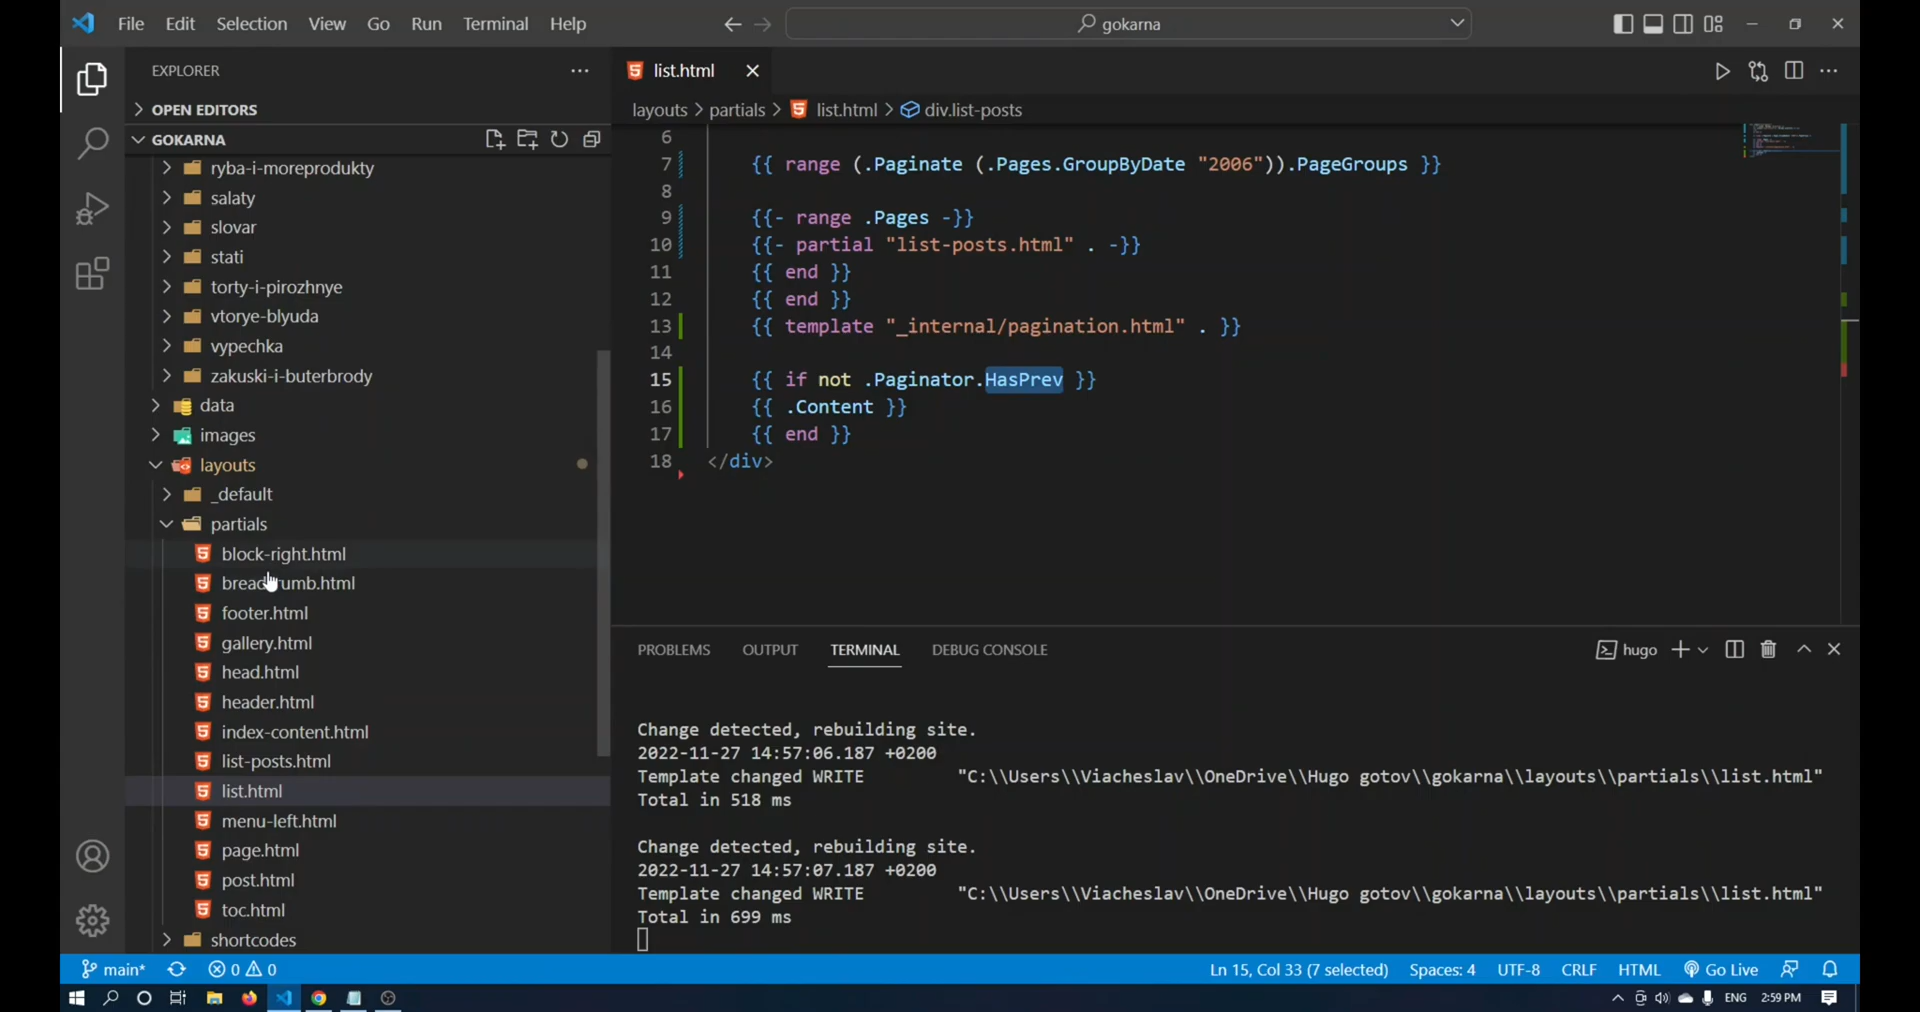 File Edit Selection View Go Run Terminal Help
gokarna
EXPLORER
OPEN EDITORS
GOKARNA
ryba-i-moreprodukty
salaty
slovar
stati
torty-i-pirozhnye
vtorye-blyuda
vypechka
zakuski-i-buterbrody
data
images
layouts
_default
partials
block-right.html
footer.html
gallery.html
head.html
header.html
index-content.html
list-posts.html
list.html
menu-left.html
page.html
post.html
toc.html
shortcodes
list.html
layouts > partials > list.html > div.list-posts
6
7 {{ range (.Paginate (.Pages.GroupByDate "2006")).PageGroups }}
8
9 {{- range .Pages -}}
10 {{- partial "list-posts.html" . -}}
11 {{ end }}
12 {{ end }}
13 {{ template "_internal/pagination.html" . }}
14
15 {{ if not .Paginator.HasPrev }}
16 {{ .Content }}
17 {{ end }}
18 </div>
PROBLEMS OUTPUT TERMINAL DEBUG CONSOLE
hugo
Change detected, rebuilding site.
2022-11-27 14:57:06.187 +0200
Template changed WRITE "C:\\Users\\Viacheslav\\OneDrive\\Hugo gotov\\gokarna\\layouts\\partials\\list.html"
Total in 518 ms
Change detected, rebuilding site.
2022-11-27 14:57:07.187 +0200
Template changed WRITE "C:\\Users\\Viacheslav\\OneDrive\\Hugo gotov\\gokarna\\layouts\\partials\\list.html"
Total in 699 ms
main* 0 0
Ln 15, Col 33 (7 selected) Spaces: 4 UTF-8 CRLF HTML Go Live
ENG 2:59 PM